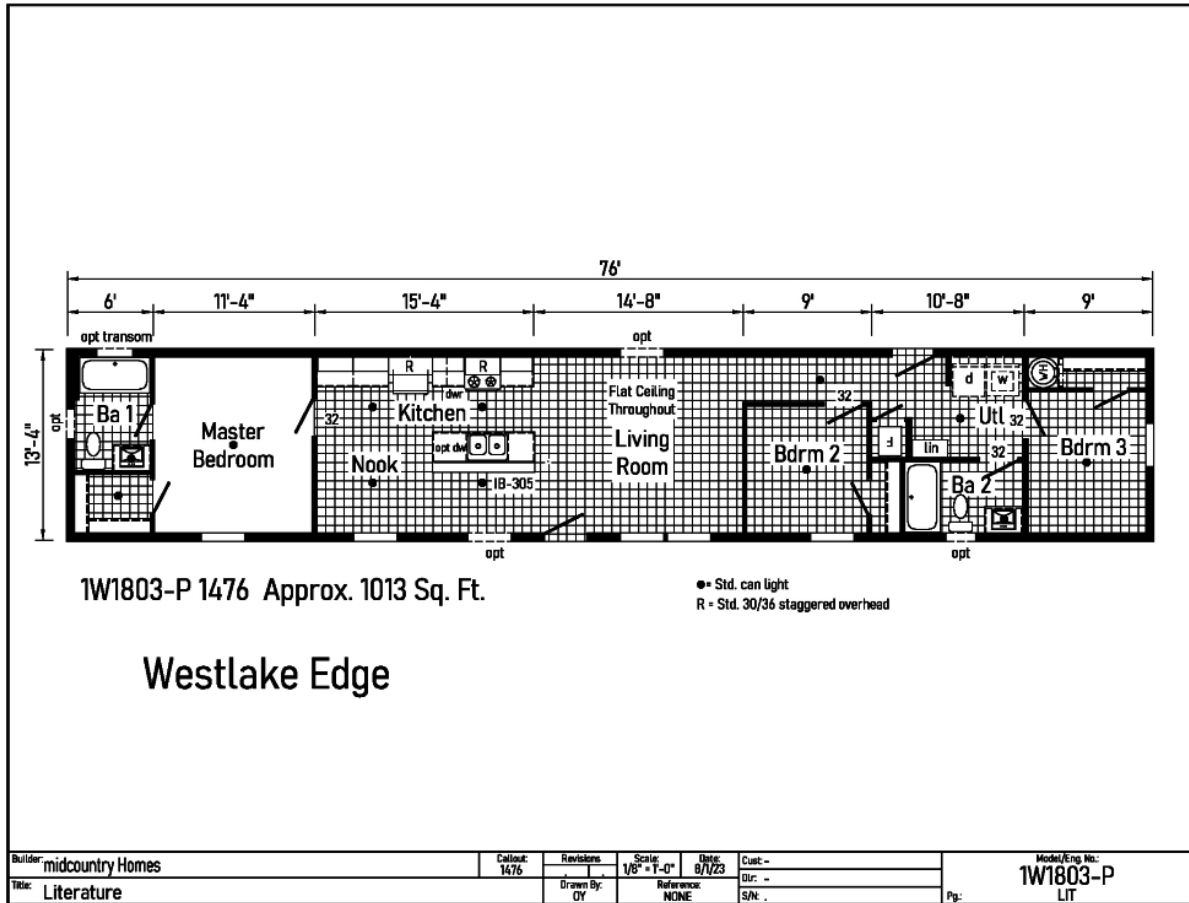 76'
6'
11'-4"
15'-4"
14'-8"
9'
10'-8"
9'
opt transom
opt
13'-4"
opt
R
R
d
w
WH
dwr
Flat Ceiling
Throughout
Ba 1
Kitchen
32
32
Utl
32
Master
Bedroom
Living
Room
opt dw
Nook
Bdrm 2
F
lin
32
Bdrm 3
IB-305
Ba 2
opt
opt
1W1803-P 1476 Approx. 1013 Sq. Ft.
●= Std. can light
R = Std. 30/36 staggered overhead
Westlake Edge
Builder: midcountry Homes
Callout: 1476
Revisions
Scale: 1/8" = 1'-0"
Date: 8/1/23
Cust: -
Model/Eng. No.:
1W1803-P
Title: Literature
Drawn By: OY
Reference: NONE
Dlr: -
S/N: .
Pg.: LIT